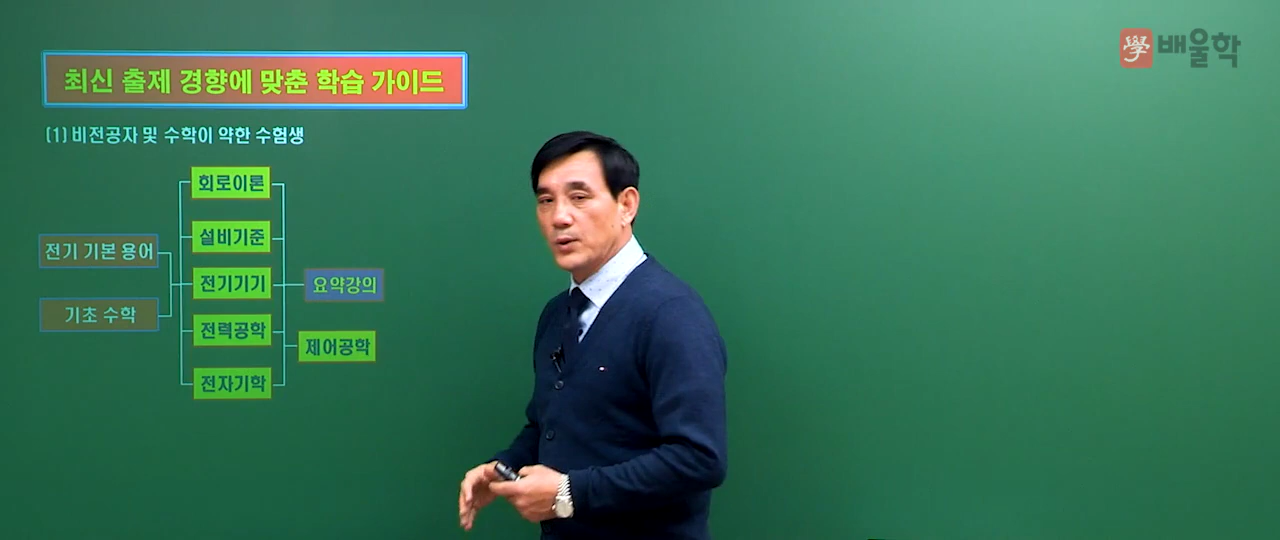 學 배울학
최신 출제 경향에 맞춘 학습 가이드
(1) 비전공자 및 수학이 약한 수험생
전기 기본 용어
기초 수학
회로이론
설비기준
전기기기
전력공학
전자기학
요약강의
제어공학